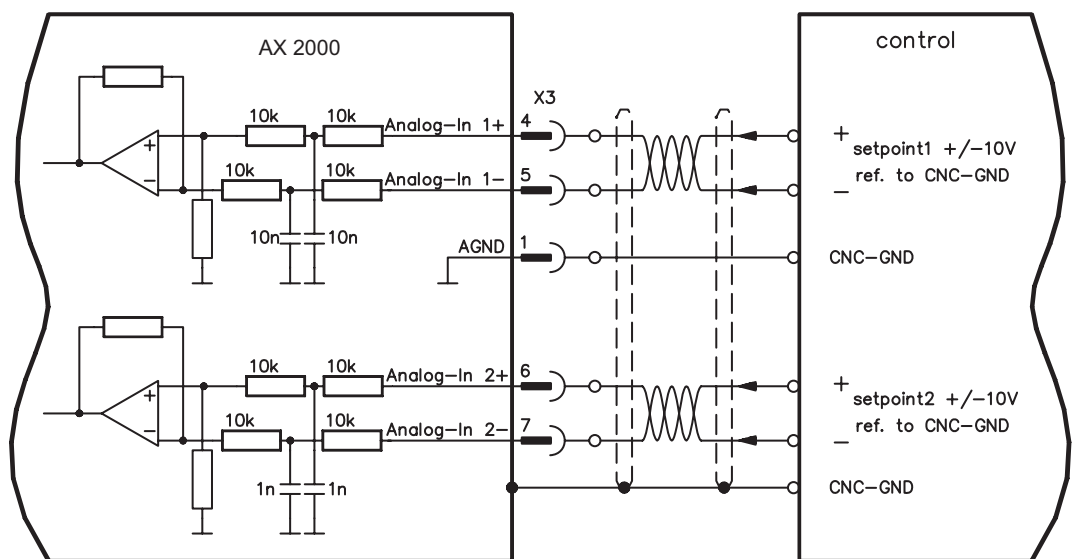 AX 2000
control
X3
10k
10k
Analog-In 1+
4
+
setpoint1 +/-10V
ref. to CNC-GND
−
+
−
10k
10k
Analog-In 1−
5
10n
10n
AGND
1
CNC-GND
10k
10k
Analog-In 2+
6
+
setpoint2 +/-10V
ref. to CNC-GND
−
+
−
10k
10k
Analog-In 2−
7
1n
1n
CNC-GND